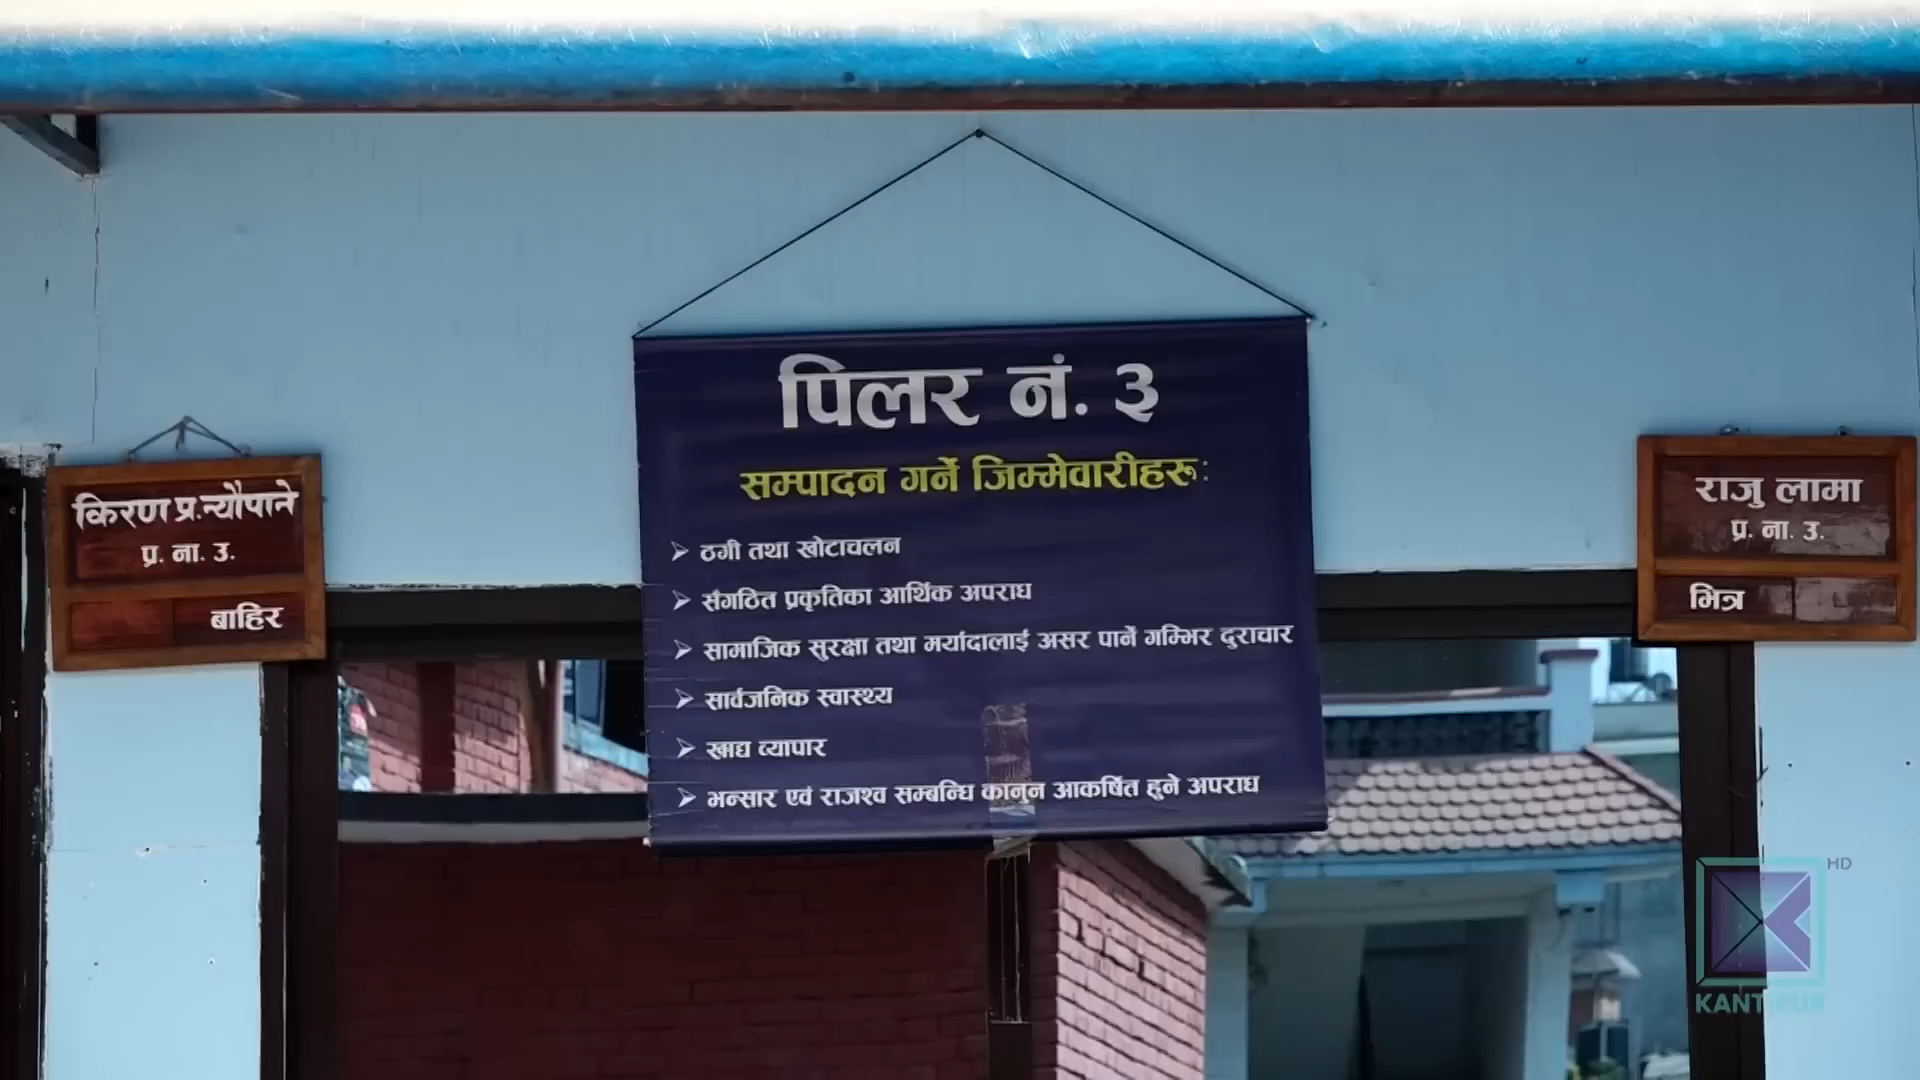 पिलर नं. ३
सम्पादन गर्ने जिम्मेवारीहरुः
➢ ठगी तथा खोटाचलन
➢ संगठित प्रकृतिका आर्थिक अपराध
➢ सामाजिक सुरक्षा तथा मर्यादालाई असर पार्ने गम्भिर दुराचार
➢ सार्वजनिक स्वास्थ्य
➢ खाद्य व्यापार
➢ भन्सार एवं राजश्व सम्बन्धि कानुन आकर्षित हुने अपराध
किरण प्र.न्यौपाने
प्र. ना. उ.
बाहिर
राजु लामा
प्र. ना. उ.
भित्र
HD
KANTIPUR